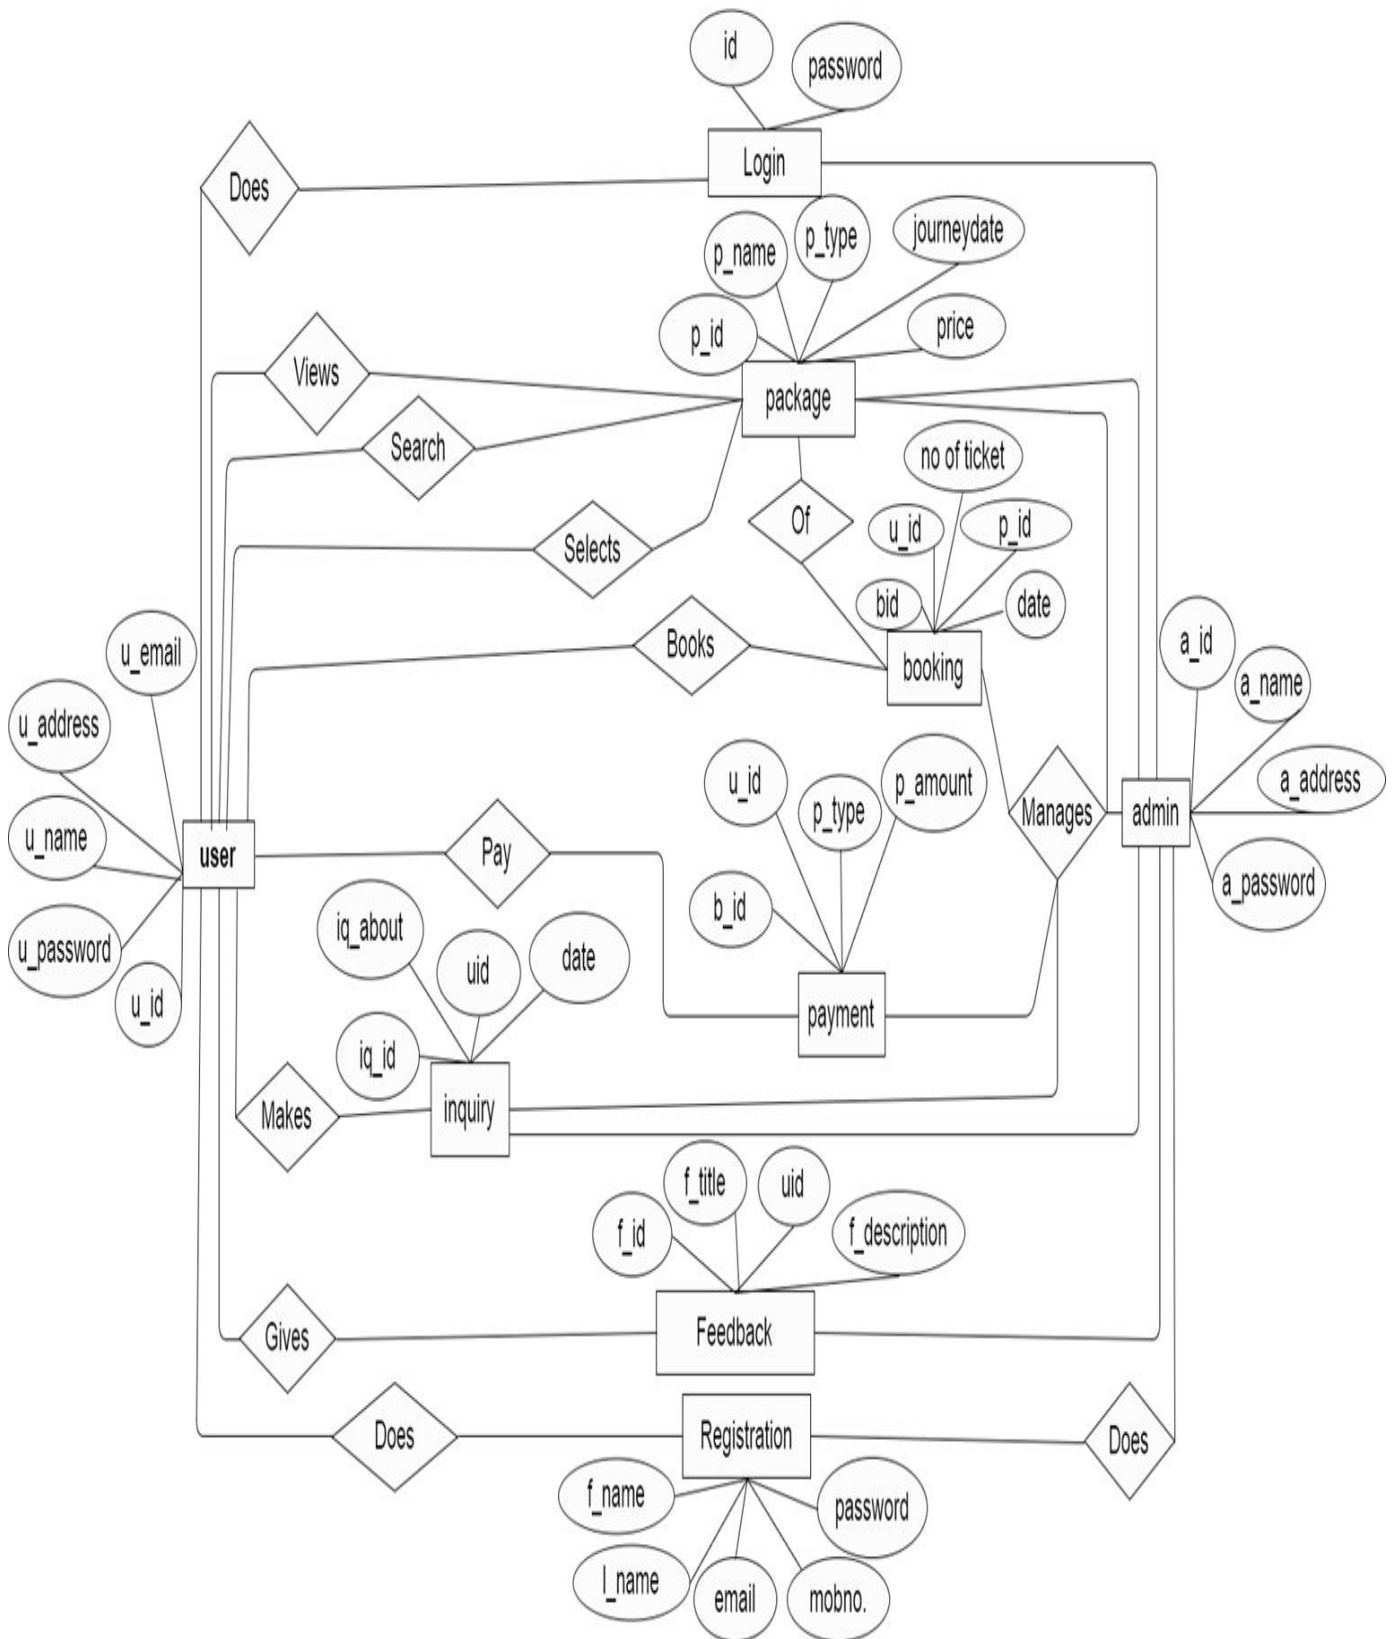 id
password
Login
Does
p_name
p_type
journeydate
p_id
price
Views
package
Search
no of ticket
Of
u_id
p_id
Selects
bid
date
Books
booking
u_email
a_id
a_name
u_address
u_id
p_type
p_amount
a_address
Manages
admin
u_name
user
Pay
a_password
b_id
iq_about
uid
date
u_password
u_id
payment
iq_id
inquiry
Makes
f_title
uid
f_id
f_description
Gives
Feedback
Does
Registration
Does
f_name
password
l_name
email
mobno.